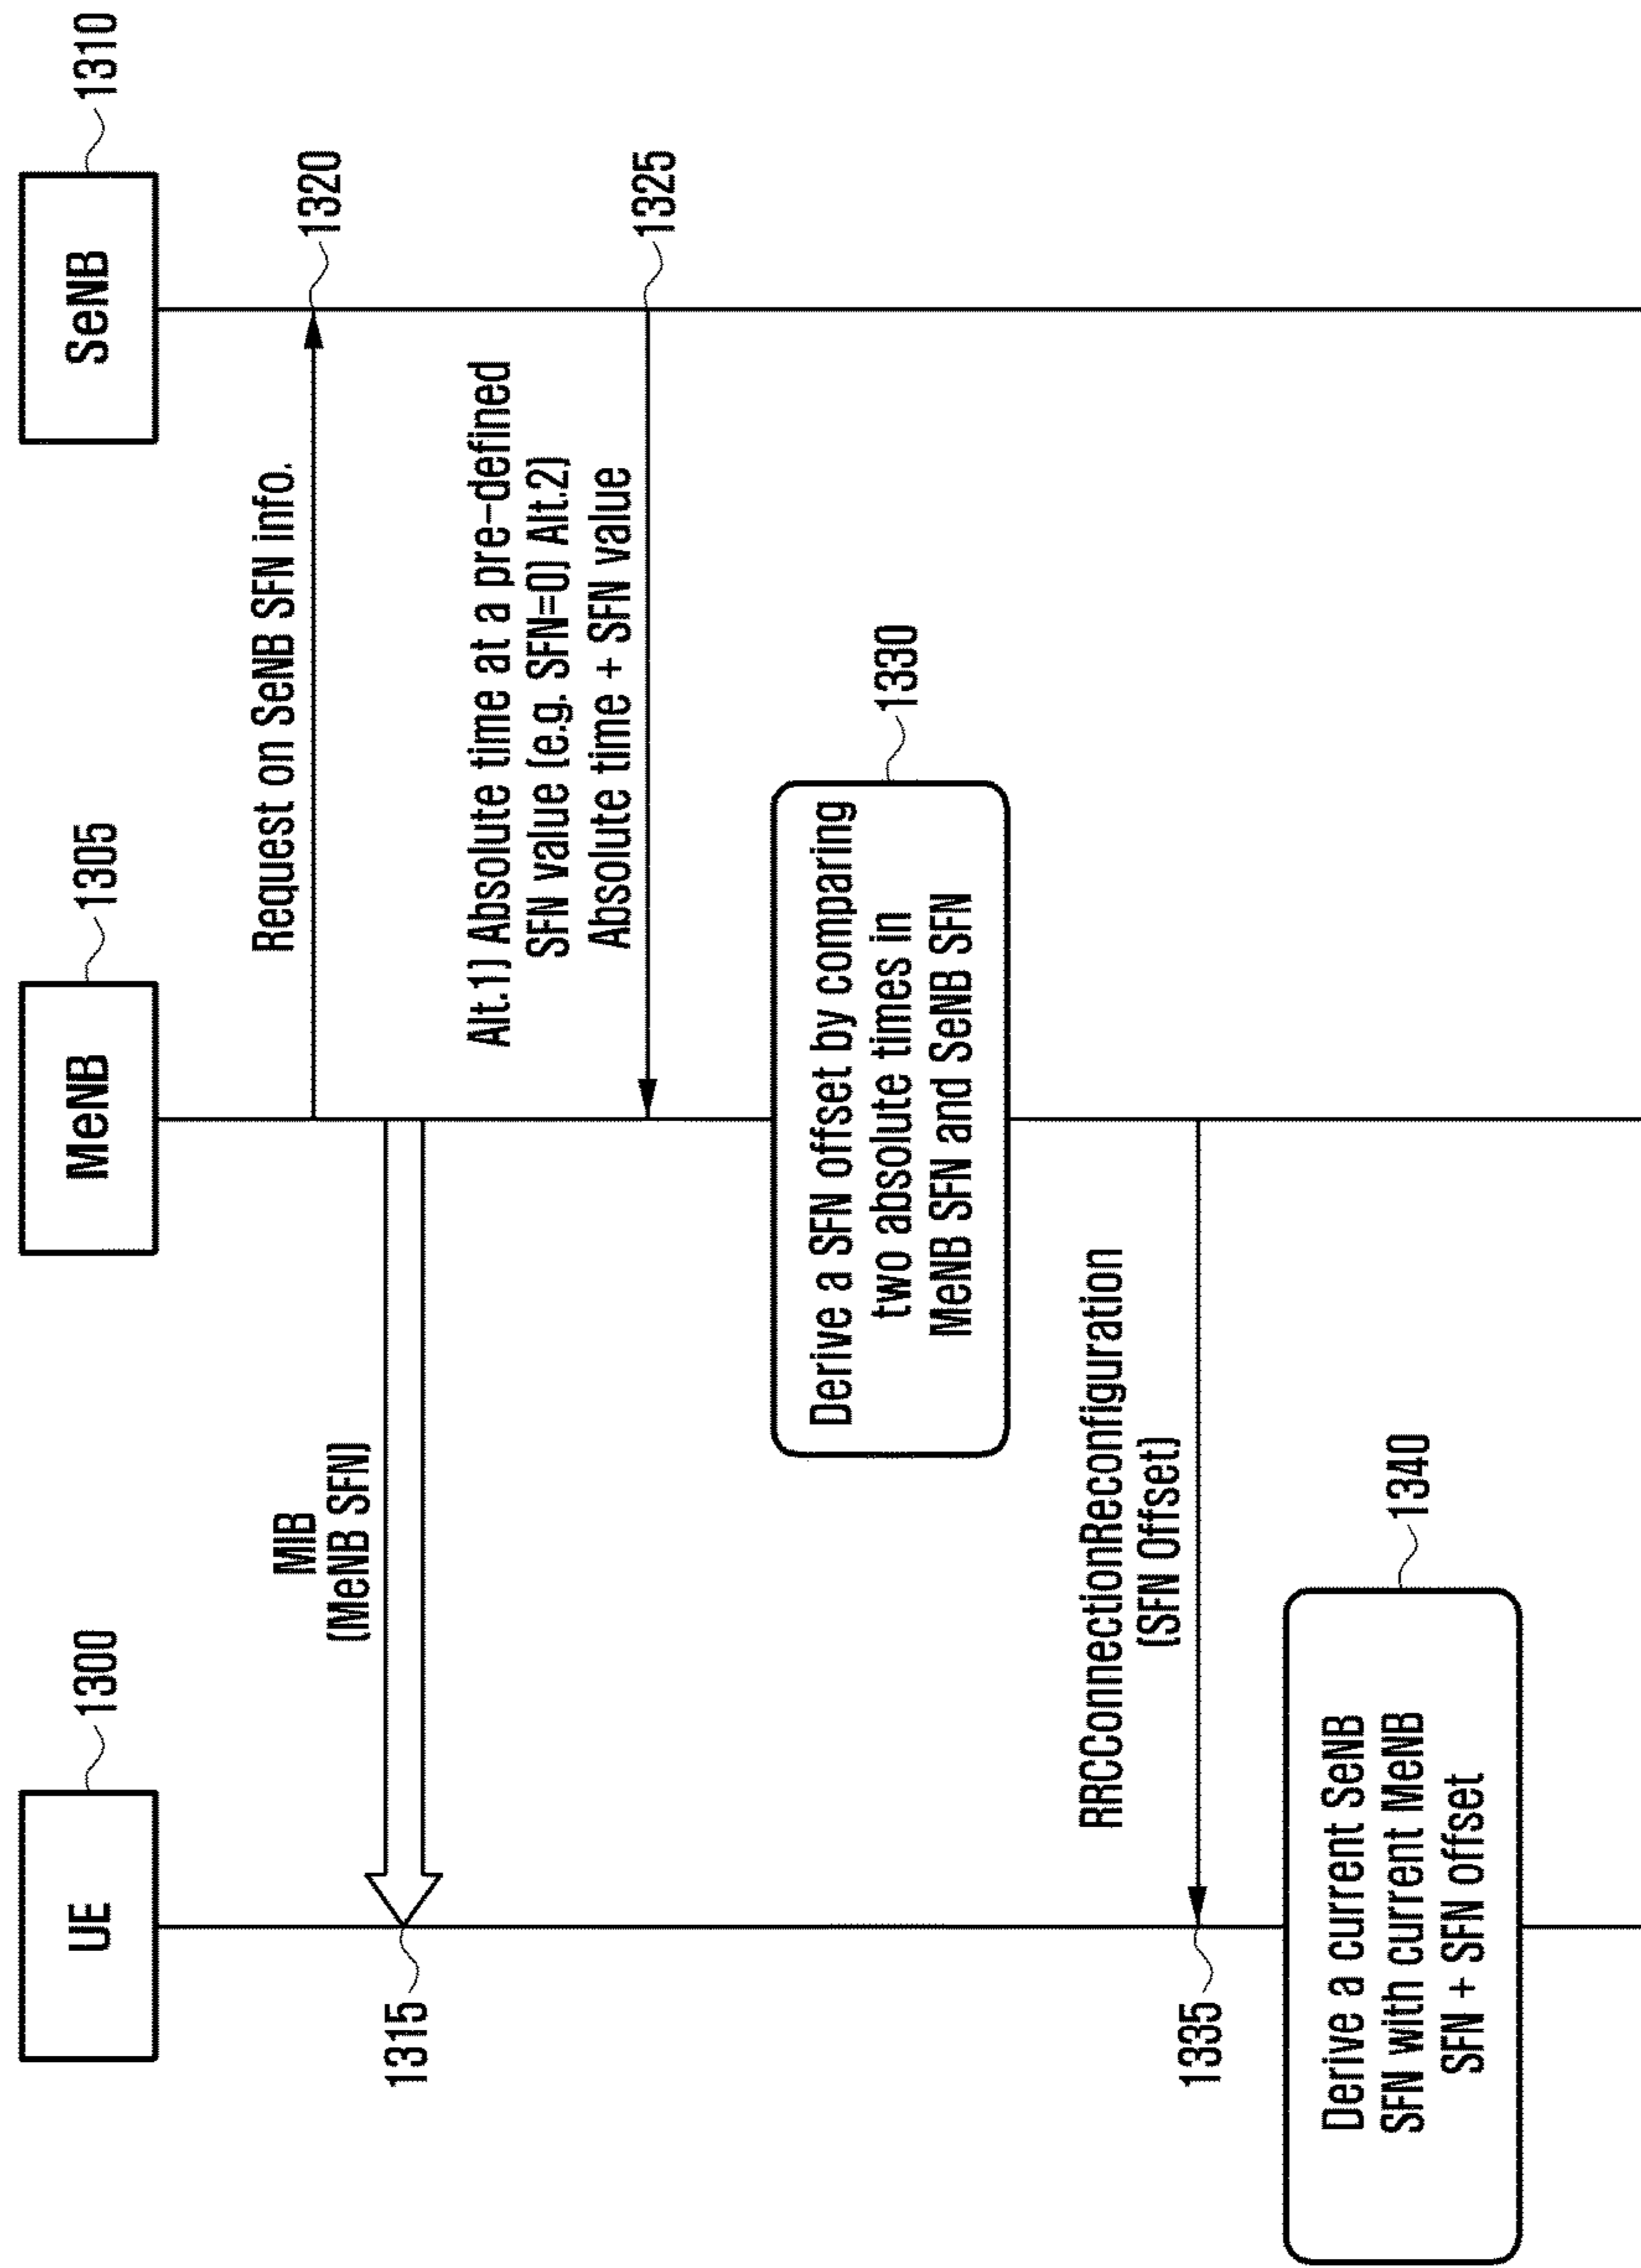 UE
1300
MeNB
1305
SeNB
1310
Request on SeNB SFN info.
1320
MIB
(MeNB SFN)
1315
Alt.1) Absolute time at a pre-defined
SFN value (e.g. SFN=0) Alt.2)
Absolute time + SFN value
1325
Derive a SFN offset by comparing
two absolute times in
MeNB SFN and SeNB SFN
1330
RRCConnectionReconfiguration
(SFN Offset)
1335
Derive a current SeNB
SFN with current MeNB
SFN + SFN offset
1340